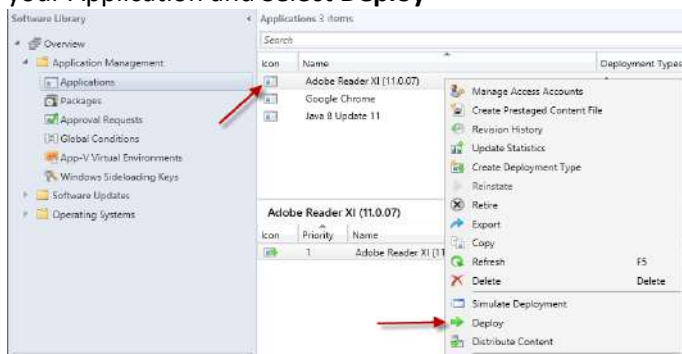 your Application and Select Deploy
Software Library
Applications 3 items
Search
Overview
Application Management
Applications
Packages
Approval Requests
Global Conditions
App-V Virtual Environments
Windows Sideloading Keys
Software Updates
Operating Systems
Icon Name Deployment Types
Adobe Reader XI (11.0.07)
Google Chrome
Java 8 Update 11
Manage Access Accounts
Create Prestaged Content File
Revision History
Update Statistics
Create Deployment Type
Reinstate
Retire
Export
Copy
Refresh F5
Delete Delete
Simulate Deployment
Deploy
Distribute Content
Adobe Reader XI (11.0.07)
Icon Priority Name
1 Adobe Reader XI (11